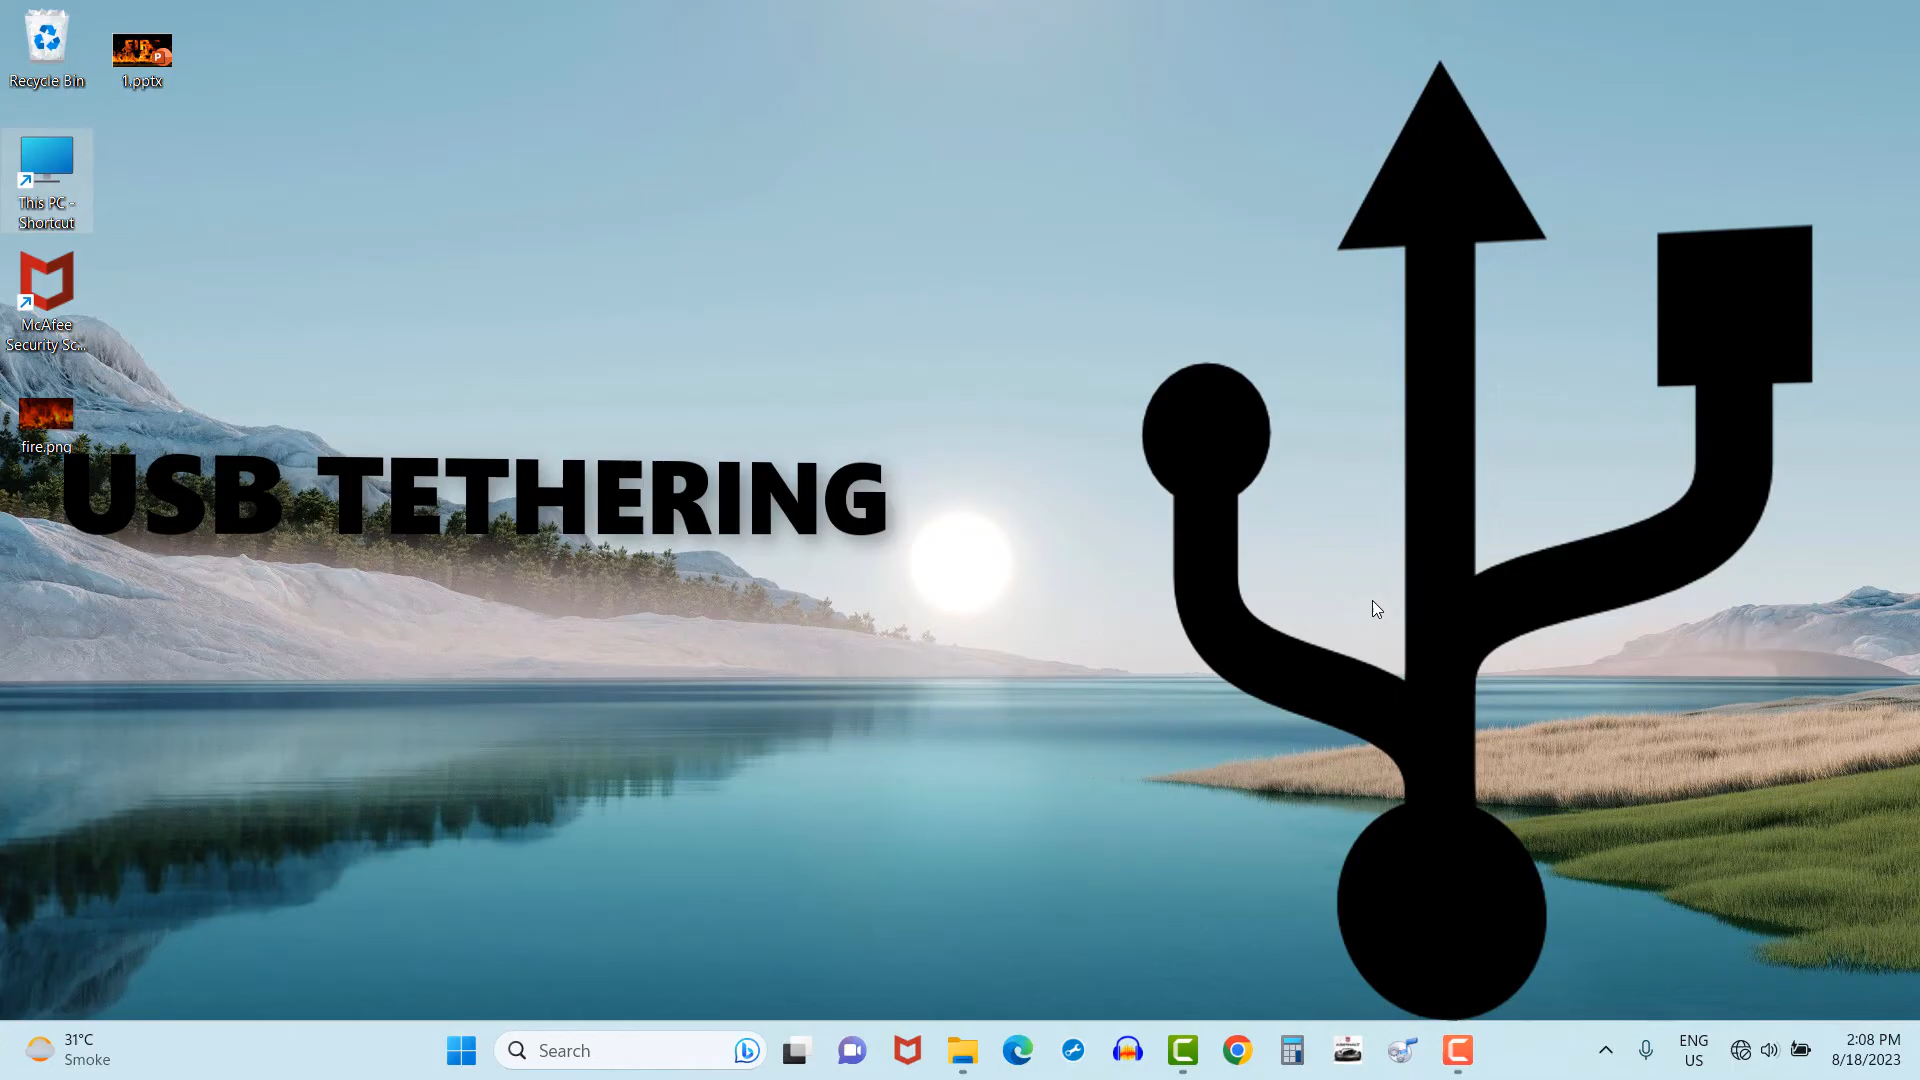 Recycle Bin
1.pptx
This PC -
Shortcut
McAfee
Security Sc...
fire.png
USB TETHERING
31°C
Smoke
Search
ENG
US
2:08 PM
8/18/2023